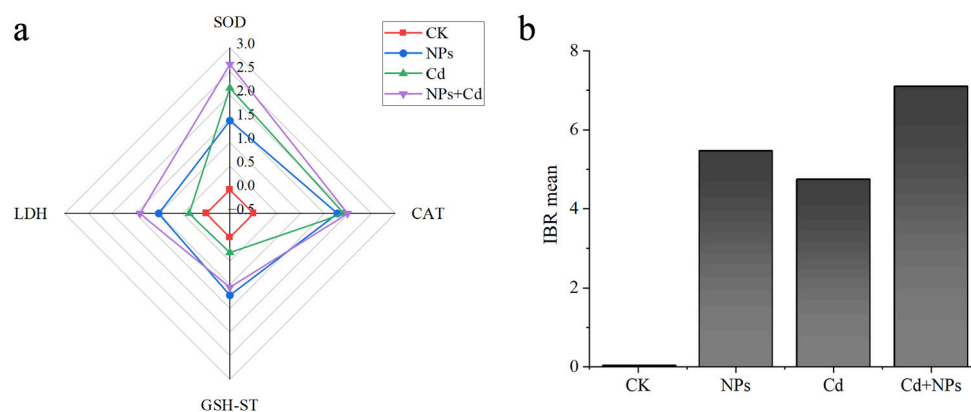 a
SOD
3.0
2.5
2.0
1.5
1.0
0.5
0.0
-0.5
LDH
CAT
GSH-ST
CK
NPs
Cd
NPs+Cd
b
IBR mean
8
6
4
2
0
CK
NPs
Cd
Cd+NPs